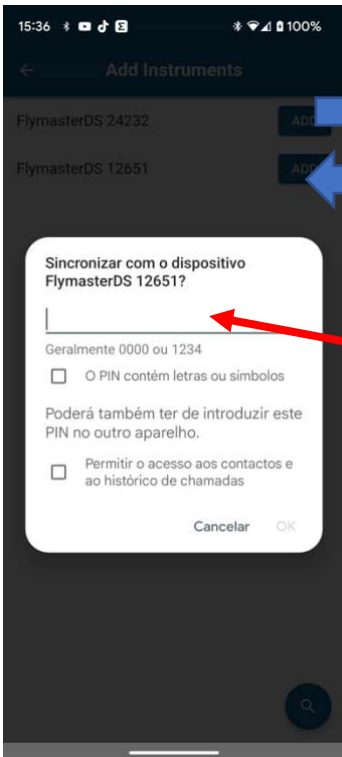 15:36 100%
Add Instruments
FlymasterDS 24232 ADD
FlymasterDS 12651 ADD
Sincronizar com o dispositivo
FlymasterDS 12651?
Geralmente 0000 ou 1234
O PIN contém letras ou símbolos
Poderá também ter de introduzir este
PIN no outro aparelho.
Permitir o acesso aos contactos e
ao histórico de chamadas
Cancelar OK